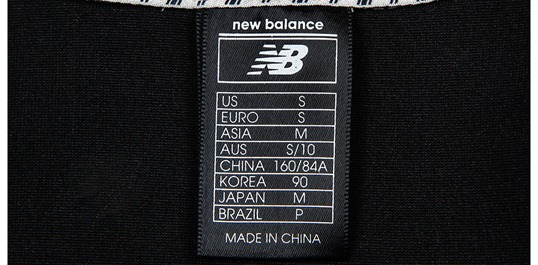 new balance
NB
US S
EURO S
ASIA M
AUS S/10
CHINA 160/84A
KOREA 90
JAPAN M
BRAZIL P
MADE IN CHINA